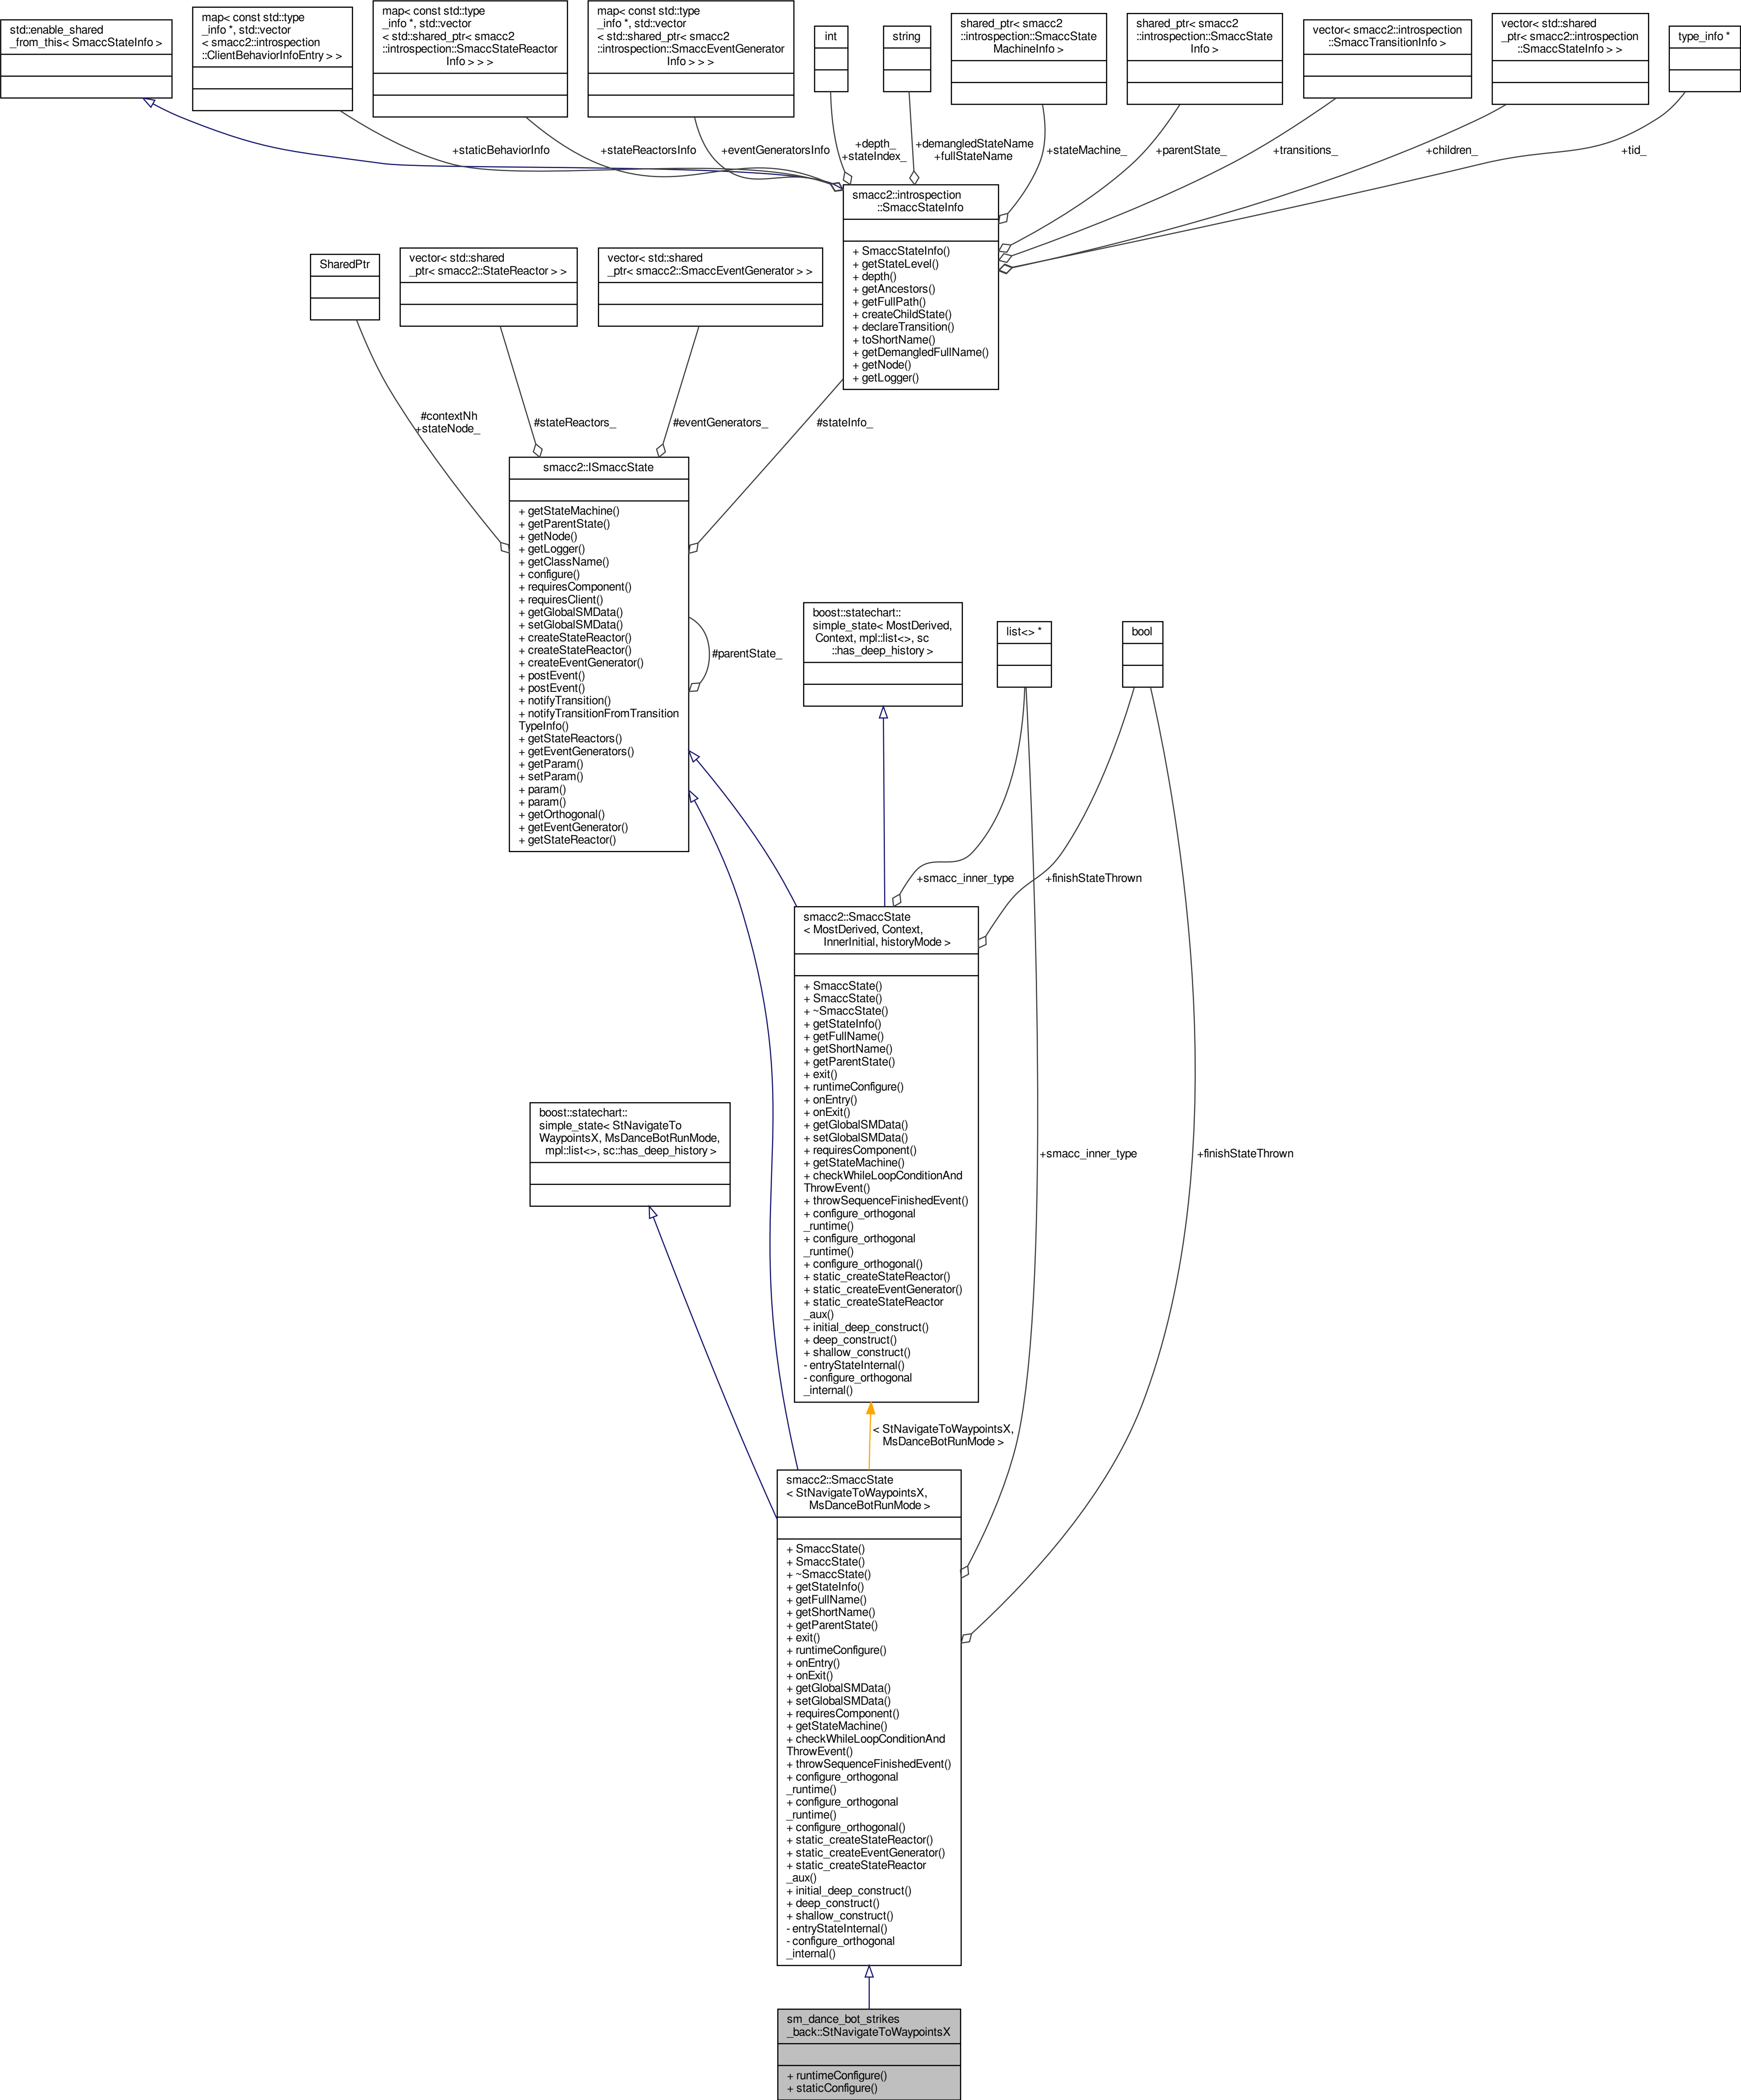 std::enable_shared
_from_this< SmaccStateInfo >
map< const std::type
_info *, std::vector
< smacc2::introspection
::ClientBehaviorInfoEntry > >
map< const std::type
_info *, std::vector
< std::shared_ptr< smacc2
::introspection::SmaccStateReactor
Info > > >
map< const std::type
_info *, std::vector
< std::shared_ptr< smacc2
::introspection::SmaccEventGenerator
Info > > >
int
string
shared_ptr< smacc2
::introspection::SmaccState
MachineInfo >
shared_ptr< smacc2
::introspection::SmaccState
Info >
vector< smacc2::introspection
::SmaccTransitionInfo >
vector< std::shared
_ptr< smacc2::introspection
::SmaccStateInfo > >
type_info *
+staticBehaviorInfo
+stateReactorsInfo
+eventGeneratorsInfo
+depth_
+stateIndex_
+demangledStateName
+fullStateName
+stateMachine_
+parentState_
+transitions_
+children_
+tid_
smacc2::introspection
::SmaccStateInfo
+ SmaccStateInfo()
+ getStateLevel()
+ depth()
+ getAncestors()
+ getFullPath()
+ createChildState()
+ declareTransition()
+ toShortName()
+ getDemangledFullName()
+ getNode()
+ getLogger()
SharedPtr
vector< std::shared
_ptr< smacc2::StateReactor > >
vector< std::shared
_ptr< smacc2::SmaccEventGenerator > >
#contextNh
+stateNode_
#stateReactors_
#eventGenerators_
#stateInfo_
smacc2::ISmaccState
+ getStateMachine()
+ getParentState()
+ getNode()
+ getLogger()
+ getClassName()
+ configure()
+ requiresComponent()
+ requiresClient()
+ getGlobalSMData()
+ setGlobalSMData()
+ createStateReactor()
+ createStateReactor()
+ createEventGenerator()
+ postEvent()
+ postEvent()
+ notifyTransition()
+ notifyTransitionFromTransition
TypeInfo()
+ getStateReactors()
+ getEventGenerators()
+ getParam()
+ setParam()
+ param()
+ param()
+ getOrthogonal()
+ getEventGenerator()
+ getStateReactor()
#parentState_
boost::statechart::
simple_state< MostDerived,
Context, mpl::list<>, sc
::has_deep_history >
list<> *
bool
+smacc_inner_type
+finishStateThrown
smacc2::SmaccState
< MostDerived, Context,
InnerInitial, historyMode >
+ SmaccState()
+ SmaccState()
+ ~SmaccState()
+ getStateInfo()
+ getFullName()
+ getShortName()
+ getParentState()
+ exit()
+ runtimeConfigure()
+ onEntry()
+ onExit()
+ getGlobalSMData()
+ setGlobalSMData()
+ requiresComponent()
+ getStateMachine()
+ checkWhileLoopConditionAnd
ThrowEvent()
+ throwSequenceFinishedEvent()
+ configure_orthogonal
_runtime()
+ configure_orthogonal
_runtime()
+ configure_orthogonal()
+ static_createStateReactor()
+ static_createEventGenerator()
+ static_createStateReactor
_aux()
+ initial_deep_construct()
+ deep_construct()
+ shallow_construct()
- entryStateInternal()
- configure_orthogonal
_internal()
boost::statechart::
simple_state< StNavigateTo
WaypointsX, MsDanceBotRunMode,
mpl::list<>, sc::has_deep_history >
+smacc_inner_type
+finishStateThrown
< StNavigateToWaypointsX,
MsDanceBotRunMode >
smacc2::SmaccState
< StNavigateToWaypointsX,
MsDanceBotRunMode >
+ SmaccState()
+ SmaccState()
+ ~SmaccState()
+ getStateInfo()
+ getFullName()
+ getShortName()
+ getParentState()
+ exit()
+ runtimeConfigure()
+ onEntry()
+ onExit()
+ getGlobalSMData()
+ setGlobalSMData()
+ requiresComponent()
+ getStateMachine()
+ checkWhileLoopConditionAnd
ThrowEvent()
+ throwSequenceFinishedEvent()
+ configure_orthogonal
_runtime()
+ configure_orthogonal
_runtime()
+ configure_orthogonal()
+ static_createStateReactor()
+ static_createEventGenerator()
+ static_createStateReactor
_aux()
+ initial_deep_construct()
+ deep_construct()
+ shallow_construct()
- entryStateInternal()
- configure_orthogonal
_internal()
sm_dance_bot_strikes
_back::StNavigateToWaypointsX
+ runtimeConfigure()
+ staticConfigure()